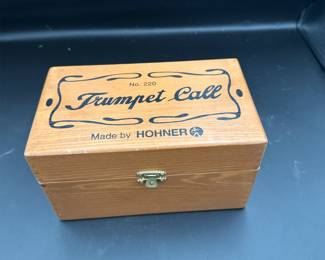 No. 220
Trumpet Call
Made by HOHNER